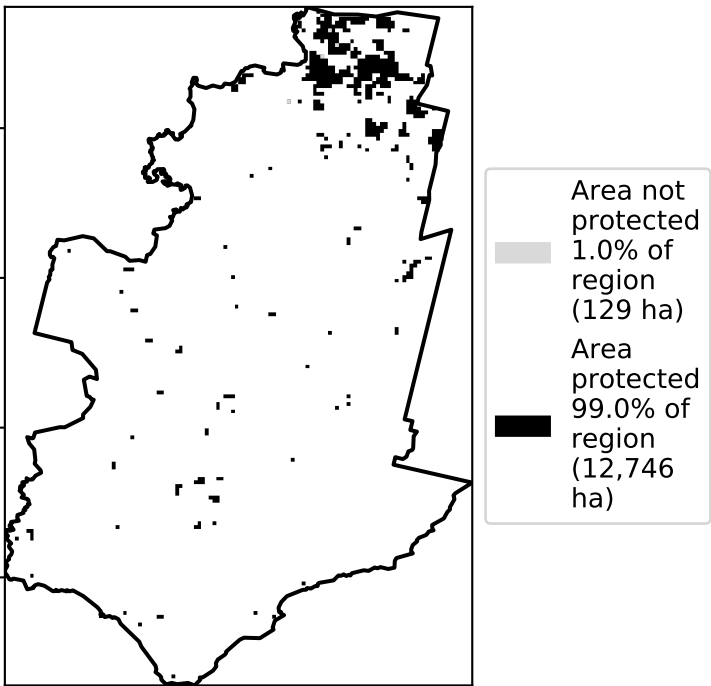 Area not
protected
1.0% of
region
(129 ha)
Area
protected
99.0% of
region
(12,746
ha)